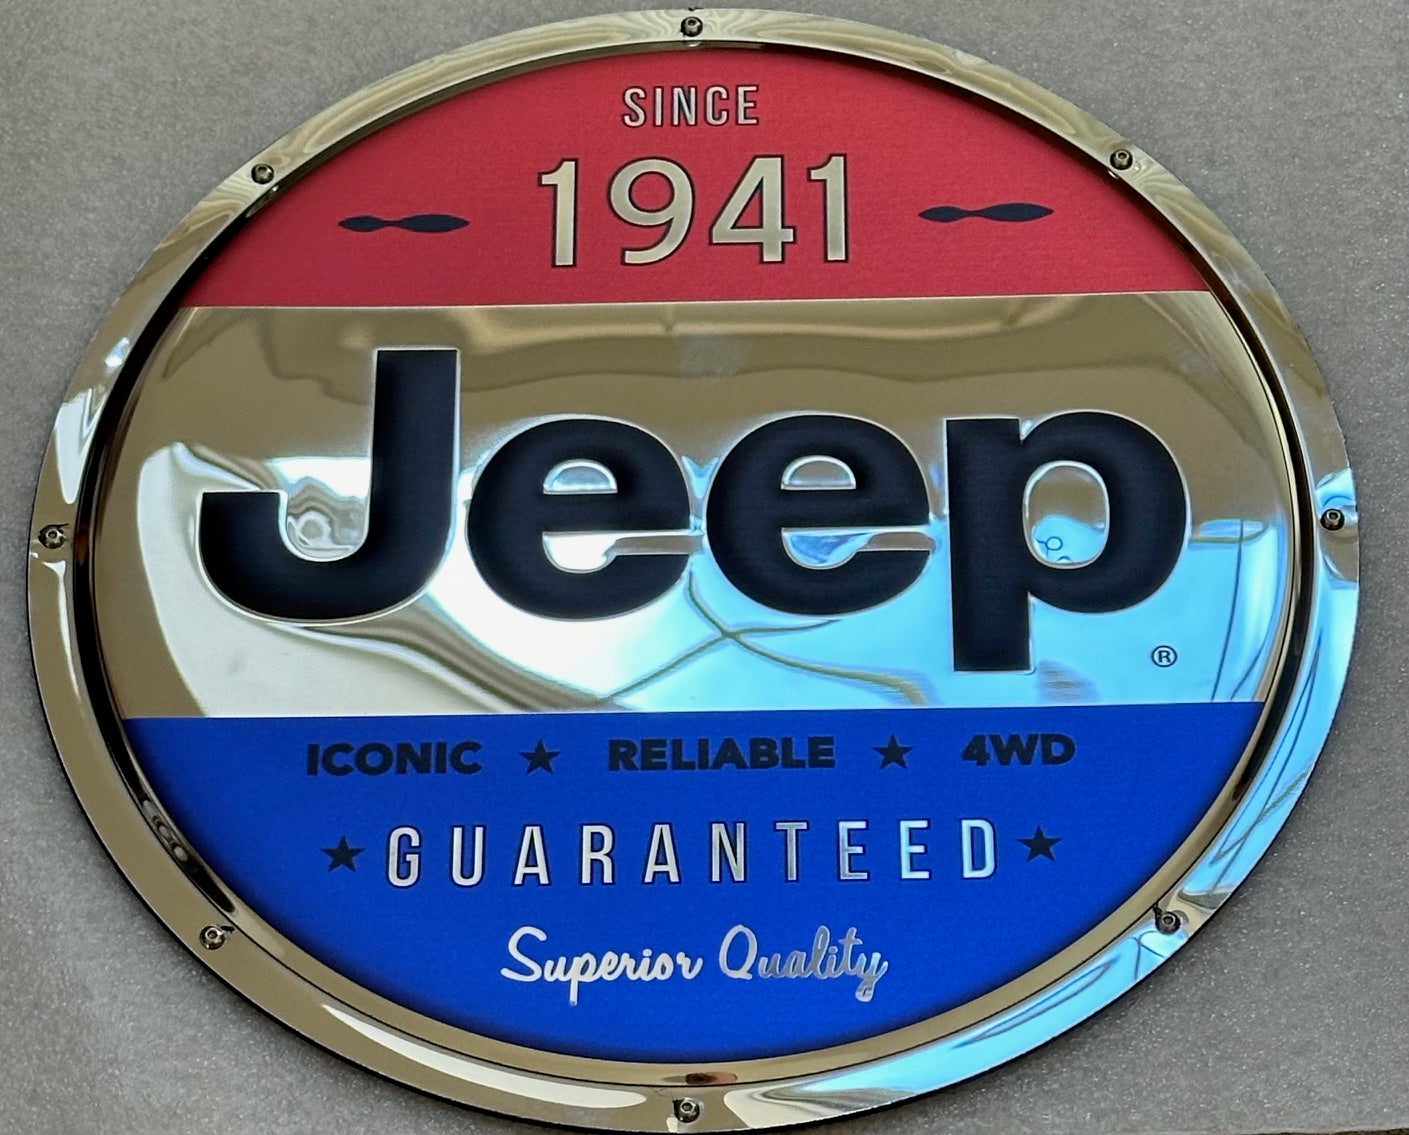 SINCE
1941
Jeep
®
ICONIC ★ RELIABLE ★ 4WD
★ GUARANTEED ★
Superior Quality